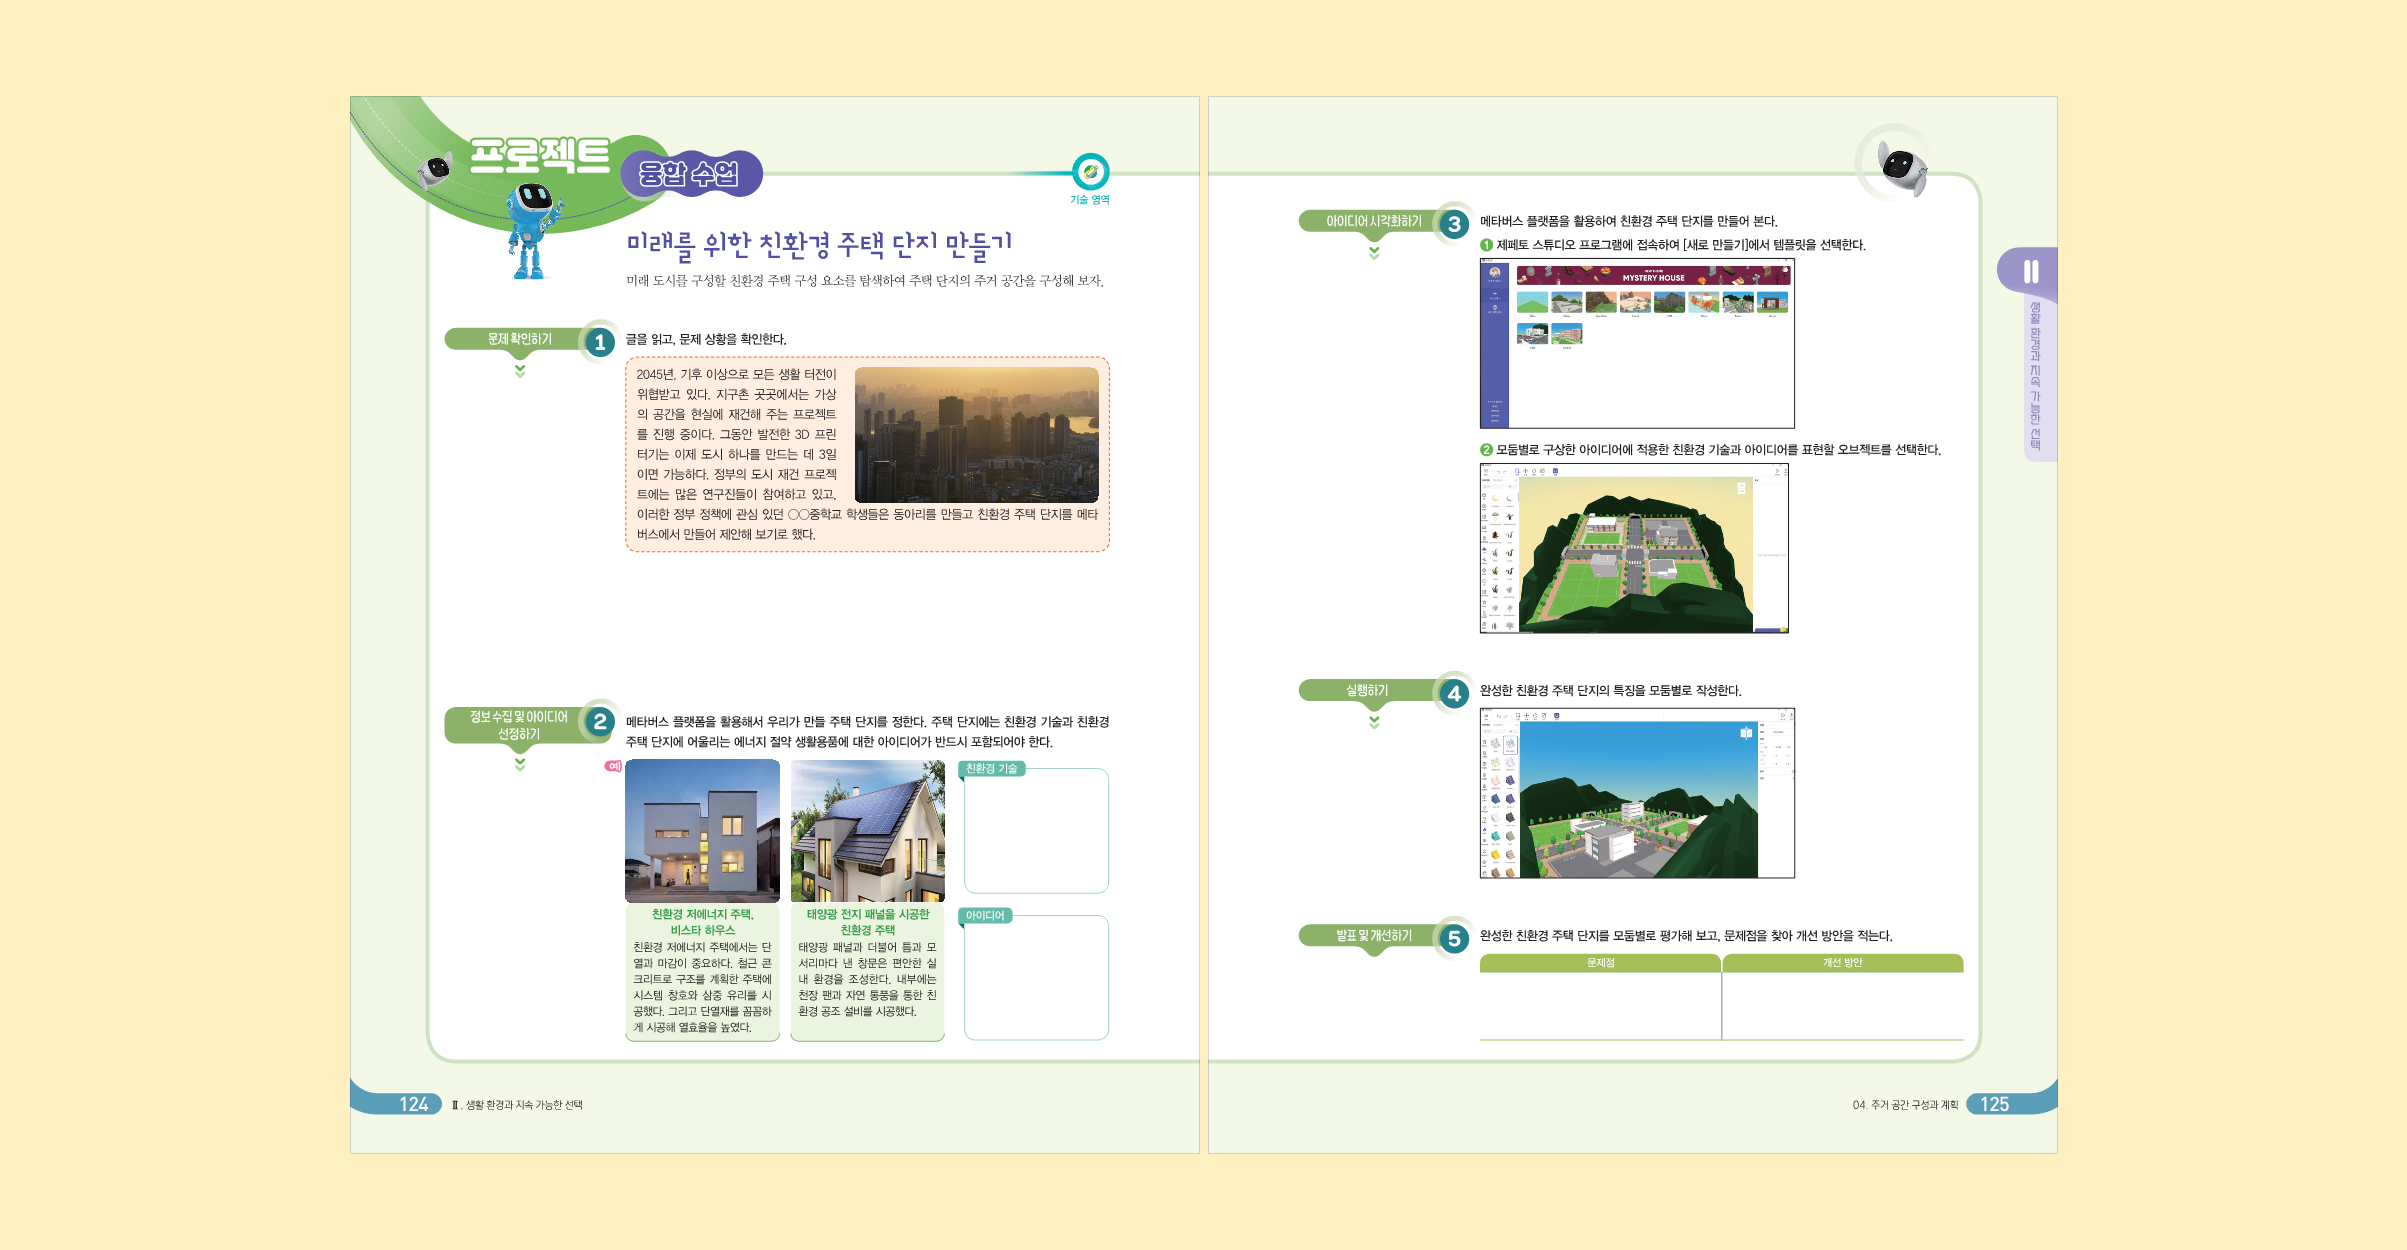 프로젝트
융합 수업
기술 영역
미래를 위한 친환경 주택 단지 만들기
미래 도시를 구성할 친환경 주택 구성 요소를 탐색하여 주택 단지의 주거 공간을 구성해 보자.
문제 확인하기
1
글을 읽고, 문제 상황을 확인한다.
2045년, 기후 이상으로 모든 생활 터전이
위협받고 있다. 지구촌 곳곳에서는 가상
의 공간을 현실에 재건해 주는 프로젝트
를 진행 중이다. 그동안 발전한 3D 프린
터기는 이제 도시 하나를 만드는 데 3일
이면 가능하다. 정부의 도시 재건 프로젝
트에는 많은 연구진들이 참여하고 있고,
이러한 정부 정책에 관심 있던 ○○중학교 학생들은 동아리를 만들고 친환경 주택 단지를 메타
버스에서 만들어 제안해 보기로 했다.
정보 수집 및 아이디어
선정하기
2
메타버스 플랫폼을 활용해서 우리가 만들 주택 단지를 정한다. 주택 단지에는 친환경 기술과 친환경
주택 단지에 어울리는 에너지 절약 생활용품에 대한 아이디어가 반드시 포함되어야 한다.
예)
친환경 저에너지 주택,
비스타 하우스
친환경 저에너지 주택에서는 단
열과 마감이 중요하다. 철근 콘
크리트로 구조를 계획한 주택에
시스템 창호와 삼중 유리를 시
공했다. 그리고 단열재를 꼼꼼하
게 시공해 열효율을 높였다.
태양광 전지 패널을 시공한
친환경 주택
태양광 패널과 더불어 틈과 모
서리마다 낸 창문은 편안한 실
내 환경을 조성한다. 내부에는
천장 팬과 자연 통풍을 통한 친
환경 공조 설비를 시공했다.
친환경 기술
아이디어
124
Ⅱ. 생활 환경과 지속 가능한 선택
아이디어 시각화하기
3
메타버스 플랫폼을 활용하여 친환경 주택 단지를 만들어 본다.
1 제페토 스튜디오 프로그램에 접속하여 [새로 만들기]에서 템플릿을 선택한다.
MYSTERY HOUSE
2 모둠별로 구상한 아이디어에 적용한 친환경 기술과 아이디어를 표현할 오브젝트를 선택한다.
실행하기
4
완성한 친환경 주택 단지의 특징을 모둠별로 작성한다.
발표 및 개선하기
5
완성한 친환경 주택 단지를 모둠별로 평가해 보고, 문제점을 찾아 개선 방안을 적는다.
문제점
개선 방안
Ⅱ
생활 환경과 지속 가능한 선택
04. 주거 공간 구성과 계획
125